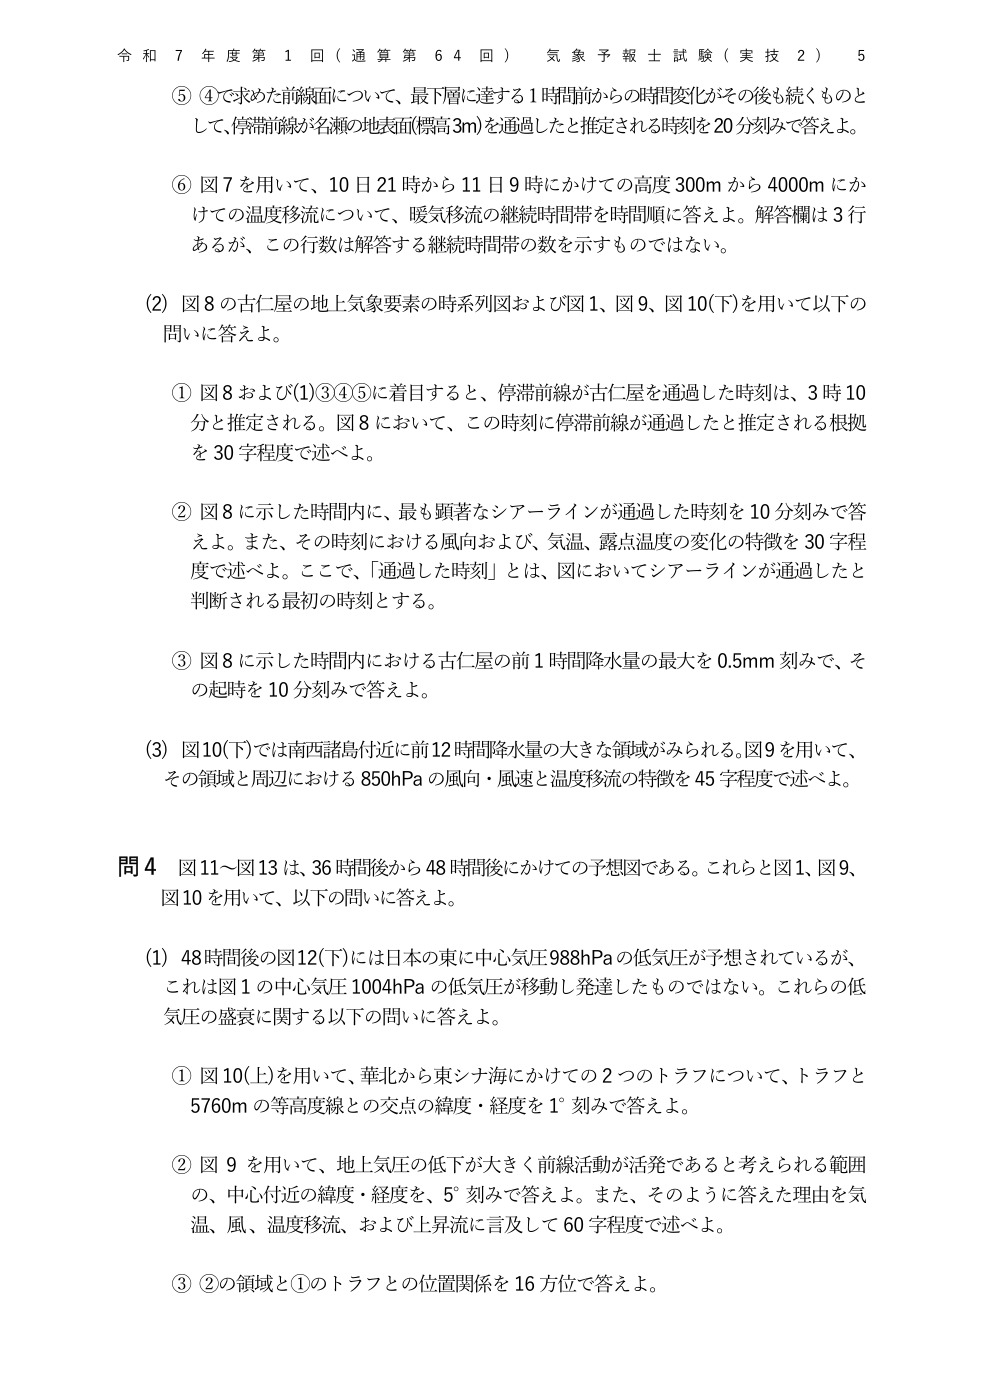 令和7年度第1回(通算第64回) 気象予報士試験(実技2) 5
⑤ ④で求めた前線面について、最下層に達する1時間前からの時間変化がその後も続くものと
して、停滞前線が名瀬の地表面(標高3m)を通過したと推定される時刻を20分刻みで答えよ。
⑥ 図7を用いて、10日21時から11日9時にかけての高度300mから4000mにか
けての温度移流について、暖気移流の継続時間帯を時間順に答えよ。解答欄は3行
あるが、この行数は解答する継続時間帯の数を示すものではない。
(2) 図8の古仁屋の地上気象要素の時系列図および図1、図9、図10(下)を用いて以下の
問いに答えよ。
① 図8および(1)③④⑤に着目すると、停滞前線が古仁屋を通過した時刻は、3時10
分と推定される。図8において、この時刻に停滞前線が通過したと推定される根拠
を30字程度で述べよ。
② 図8に示した時間内に、最も顕著なシアーラインが通過した時刻を10分刻みで答
えよ。また、その時刻における風向および、気温、露点温度の変化の特徴を30字程
度で述べよ。ここで、「通過した時刻」とは、図においてシアーラインが通過したと
判断される最初の時刻とする。
③ 図8に示した時間内における古仁屋の前1時間降水量の最大を0.5mm刻みで、そ
の起時を10分刻みで答えよ。
(3) 図10(下)では南西諸島付近に前12時間降水量の大きな領域がみられる。図9を用いて、
その領域と周辺における850hPaの風向・風速と温度移流の特徴を45字程度で述べよ。
問4 図11～図13は、36時間後から48時間後にかけての予想図である。これらと図1、図9、
図10を用いて、以下の問いに答えよ。
(1) 48時間後の図12(下)には日本の東に中心気圧988hPaの低気圧が予想されているが、
これは図1の中心気圧1004hPaの低気圧が移動し発達したものではない。これらの低
気圧の盛衰に関する以下の問いに答えよ。
① 図10(上)を用いて、華北から東シナ海にかけての2つのトラフについて、トラフと
5760mの等高度線との交点の緯度・経度を1°刻みで答えよ。
② 図9を用いて、地上気圧の低下が大きく前線活動が活発であると考えられる範囲
の、中心付近の緯度・経度を、5°刻みで答えよ。また、そのように答えた理由を気
温、風、温度移流、および上昇流に言及して60字程度で述べよ。
③ ②の領域と①のトラフとの位置関係を16方位で答えよ。